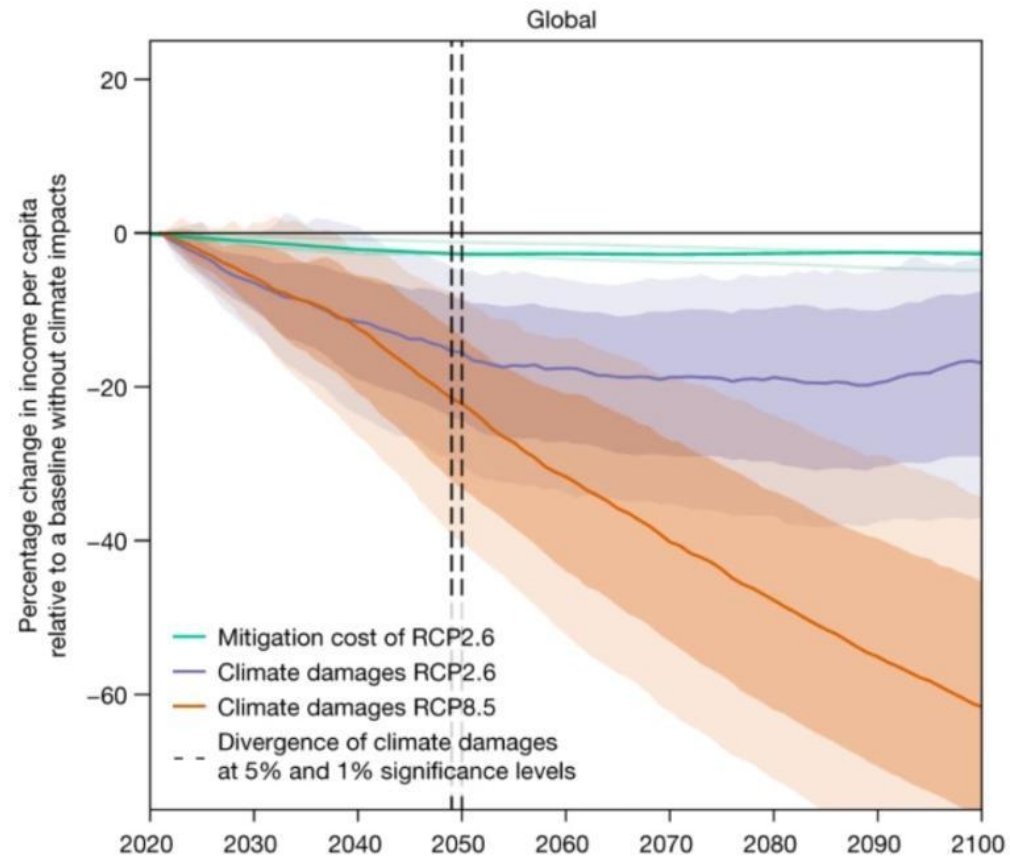 Global
Percentage change in income per capita
relative to a baseline without climate impacts
20
0
−20
−40
−60
Mitigation cost of RCP2.6
Climate damages RCP2.6
Climate damages RCP8.5
Divergence of climate damages
at 5% and 1% significance levels
2020 2030 2040 2050 2060 2070 2080 2090 2100